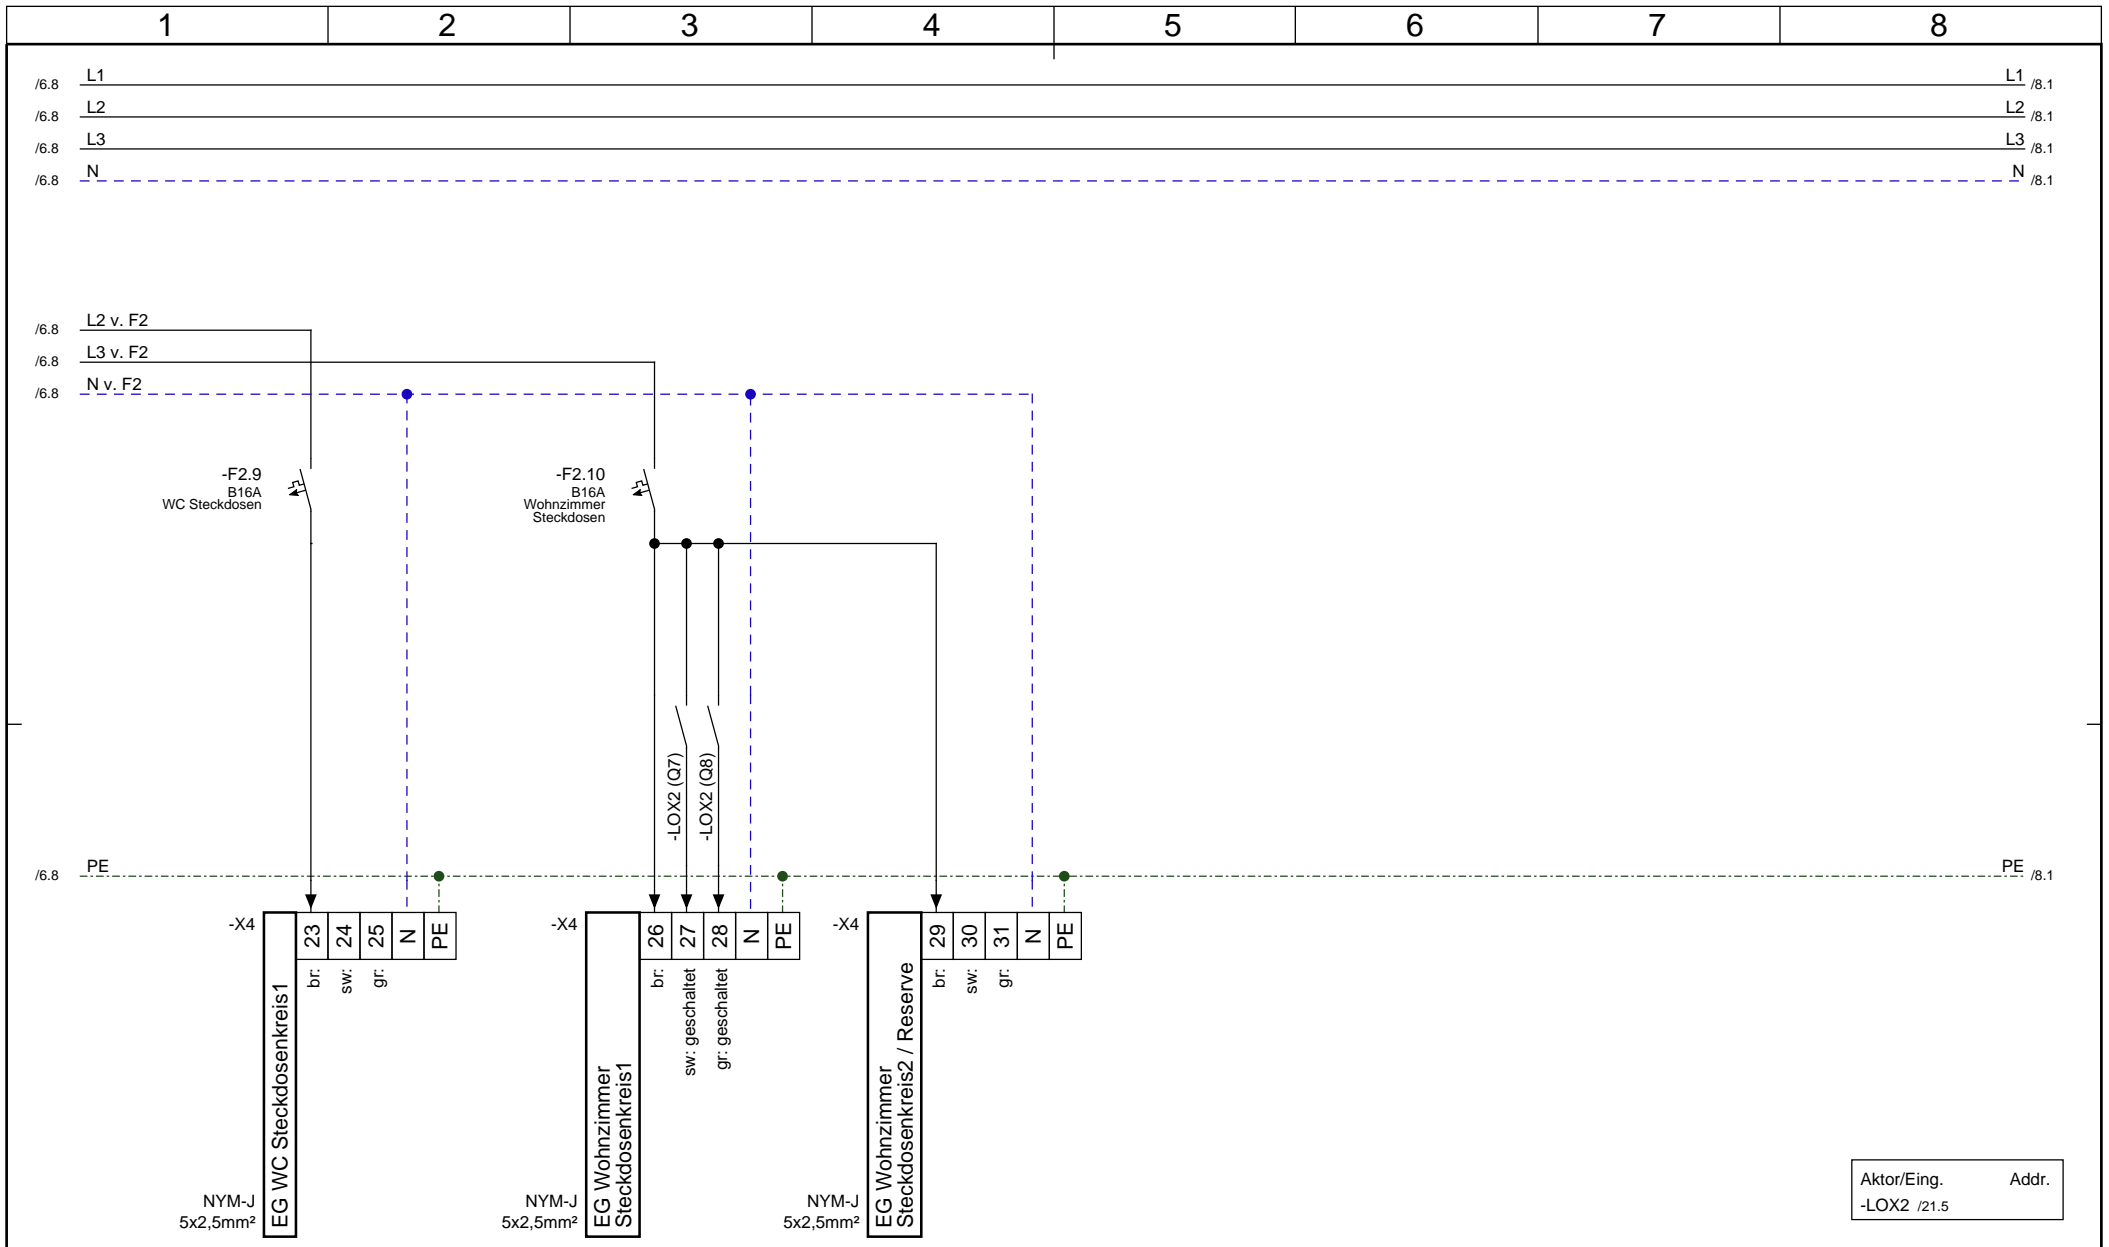 1 2 3 4 5 6 7 8
/6.8 L1 L1 /8.1
/6.8 L2 L2 /8.1
/6.8 L3 L3 /8.1
/6.8 N N /8.1
/6.8 L2 v. F2
/6.8 L3 v. F2
/6.8 N v. F2
-F2.9
B16A
WC Steckdosen
-F2.10
B16A
Wohnzimmer
Steckdosen
-LOX2 (Q7)
-LOX2 (Q8)
/6.8 PE PE /8.1
-X4
23 24 25 N PE
br:
sw:
gr:
EG WC Steckdosenkreis1
NYM-J
5x2,5mm²
-X4
26 27 28 N PE
br:
sw: geschaltet
gr: geschaltet
EG Wohnzimmer
Steckdosenkreis1
NYM-J
5x2,5mm²
-X4
29 30 31 N PE
br:
sw:
gr:
EG Wohnzimmer
Steckdosenkreis2 / Reserve
NYM-J
5x2,5mm²
Aktor/Eing. Addr.
-LOX2 /21.5